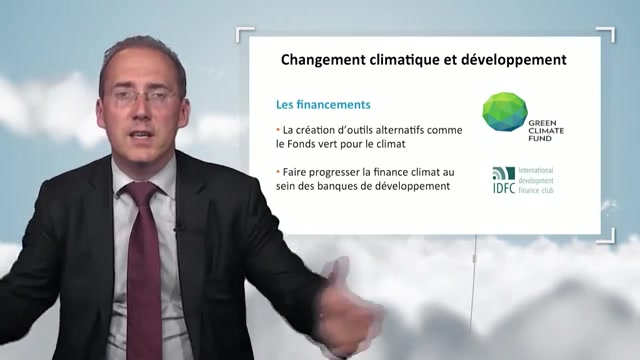 Changement climatique et développement
Les financements
• La création d'outils alternatifs comme
le Fonds vert pour le climat
• Faire progresser la finance climat au
sein des banques de développement
GREEN
CLIMATE
FUND
IDFC
international
development
finance club